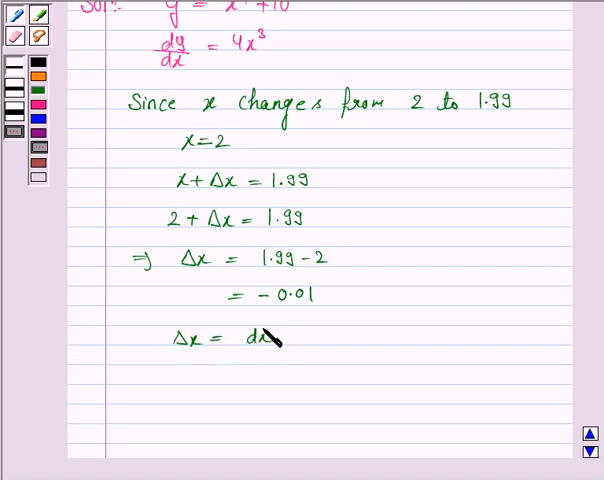 Sol:- y = x⁴ + 10
dy/dx = 4x³
Since x changes from 2 to 1.99
x = 2
x + Δx = 1.99
2 + Δx = 1.99
⇒ Δx = 1.99 - 2
= - 0.01
Δx = dx